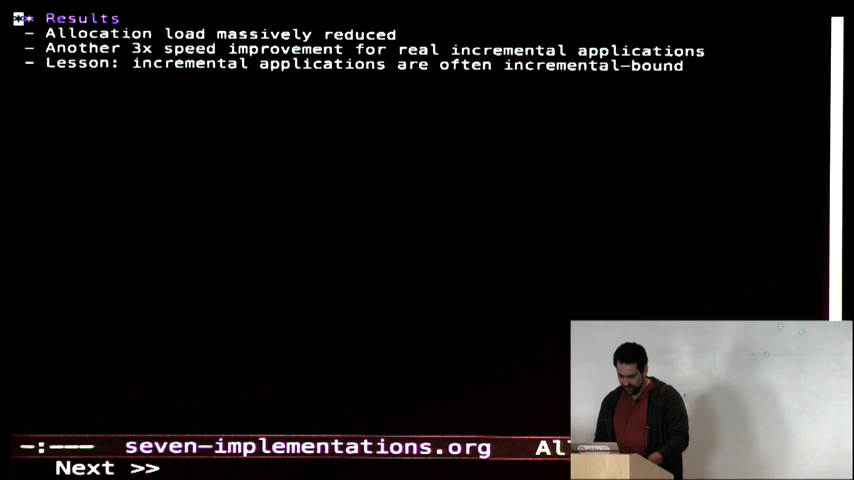 ** Results
- Allocation load massively reduced
- Another 3x speed improvement for real incremental applications
- Lesson: incremental applications are often incremental-bound
-:--- seven-implementations.org Al
Next >>